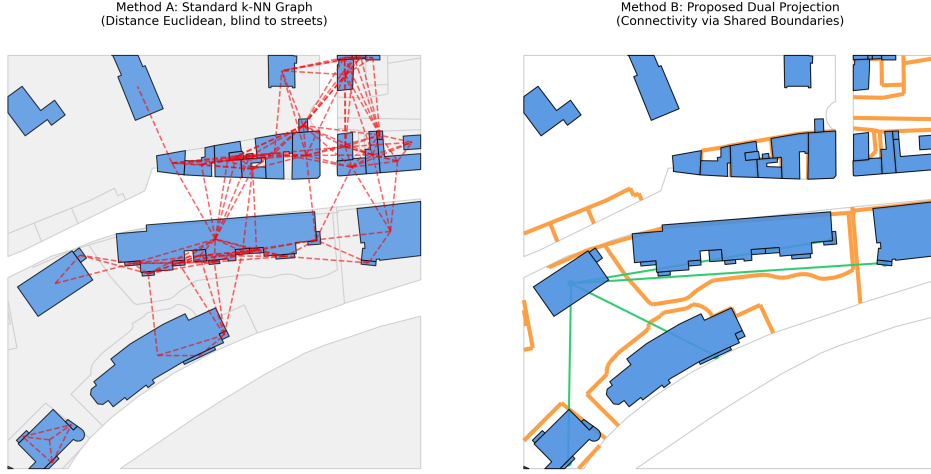 Method A: Standard k-NN Graph
(Distance Euclidean, blind to streets)
Method B: Proposed Dual Projection
(Connectivity via Shared Boundaries)